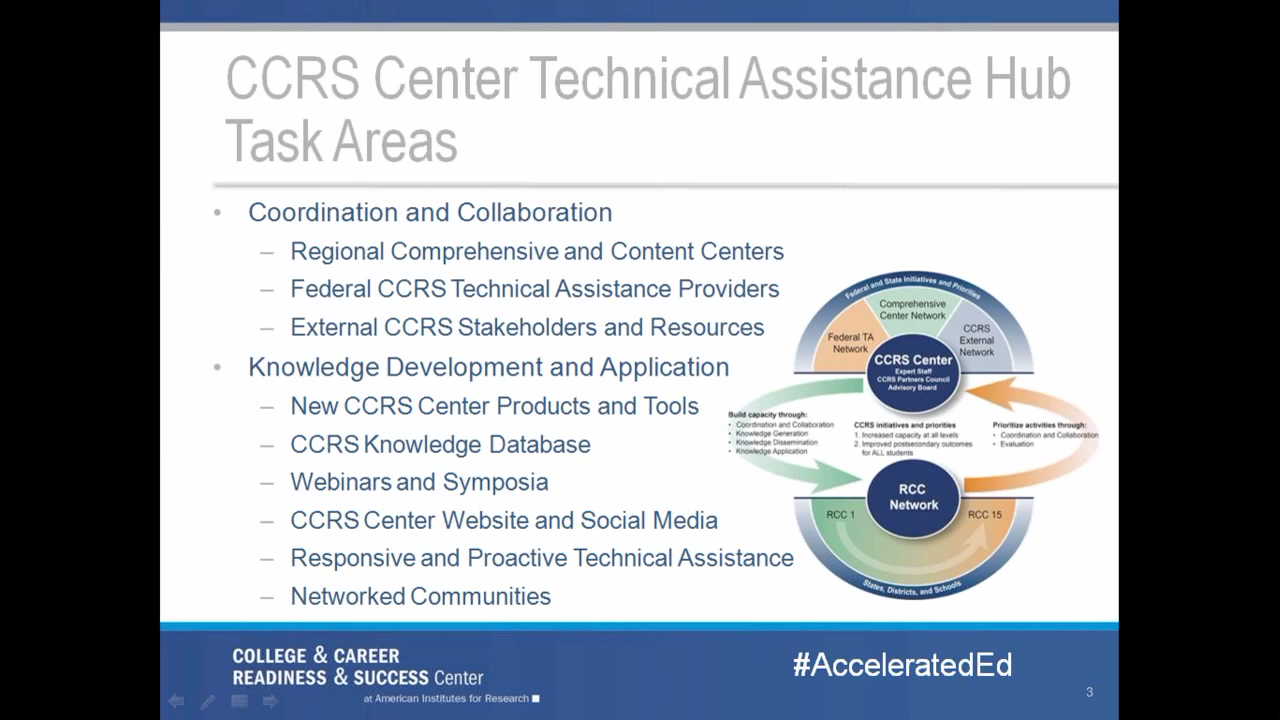 CCRS Center Technical Assistance Hub
Task Areas
• Coordination and Collaboration
– Regional Comprehensive and Content Centers
– Federal CCRS Technical Assistance Providers
– External CCRS Stakeholders and Resources
• Knowledge Development and Application
– New CCRS Center Products and Tools
– CCRS Knowledge Database
– Webinars and Symposia
– CCRS Center Website and Social Media
– Responsive and Proactive Technical Assistance
– Networked Communities
Federal and State Initiatives and Priorities
Comprehensive
Center Network
Federal TA
Network
CCRS
External
Network
CCRS Center
Expert Staff
CCRS Partners Council
Advisory Board
Build capacity through:
• Coordination and Collaboration
• Knowledge Generation
• Knowledge Dissemination
• Knowledge Application
CCRS initiatives and priorities
1. Increased capacity at all levels
2. Improved postsecondary outcomes
for ALL students
Prioritize activities through:
• Coordination and Collaboration
• Evaluation
RCC
Network
RCC 1
RCC 15
States, Districts, and Schools
COLLEGE & CAREER
READINESS & SUCCESS Center
at American Institutes for Research
#AcceleratedEd
3